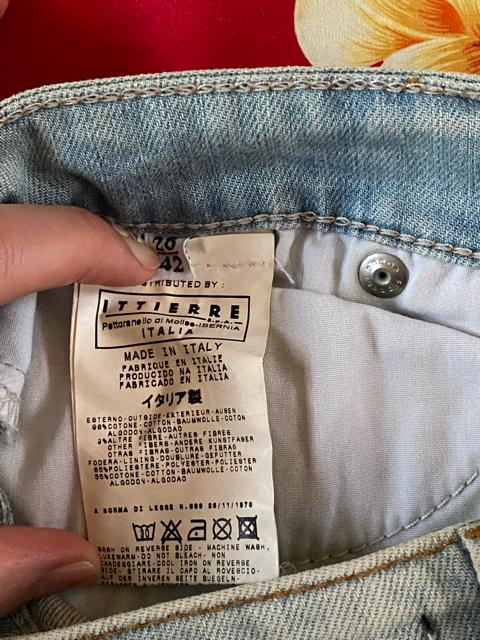 28
42
DISTRIBUTED BY :
ITTIERRE
S.p.A.
Pettoranello di Molise-ISERNIA
ITALIA
MADE IN ITALY
FABRIQUE EN ITALIE
PRODUCIDO NA ITALIA
FABRICADO EN ITALIA
イタリア製
ESTERNO-OUTSIDE-EXTERIEUR-AUSEN
98%COTONE-COTTON-BAUMWOLLE-COTON
ALGODON-ALGODAO
2%ALTRE FIBRE-AUTRES FIBRES
OTHER FIBERS-ANDERE KUNSTFASER
OTRAS FIBRAS-OUTRAS FIBRAS
FODERA-LINING-DOUBLURE-GEFUTTER
65%POLIESTERE-POLYESTER-POLIESTER
35%COTONE-COTTON-BAUMWOLLE-COTON
ALGODON-ALGODAO
A NORMA DI LEGGE N.883 26/11/1973
30
WASH ON REVERSE SIDE - MACHINE WASH,
LUKEWARM-DO NOT BLEACH- NON
CANDEGGIARE-COOL IRON ON REVERSE
SIDE- STIRARE IL CAPO AL ROVESCIO-
AUF DER INNEREN SEITE BUEGELN-